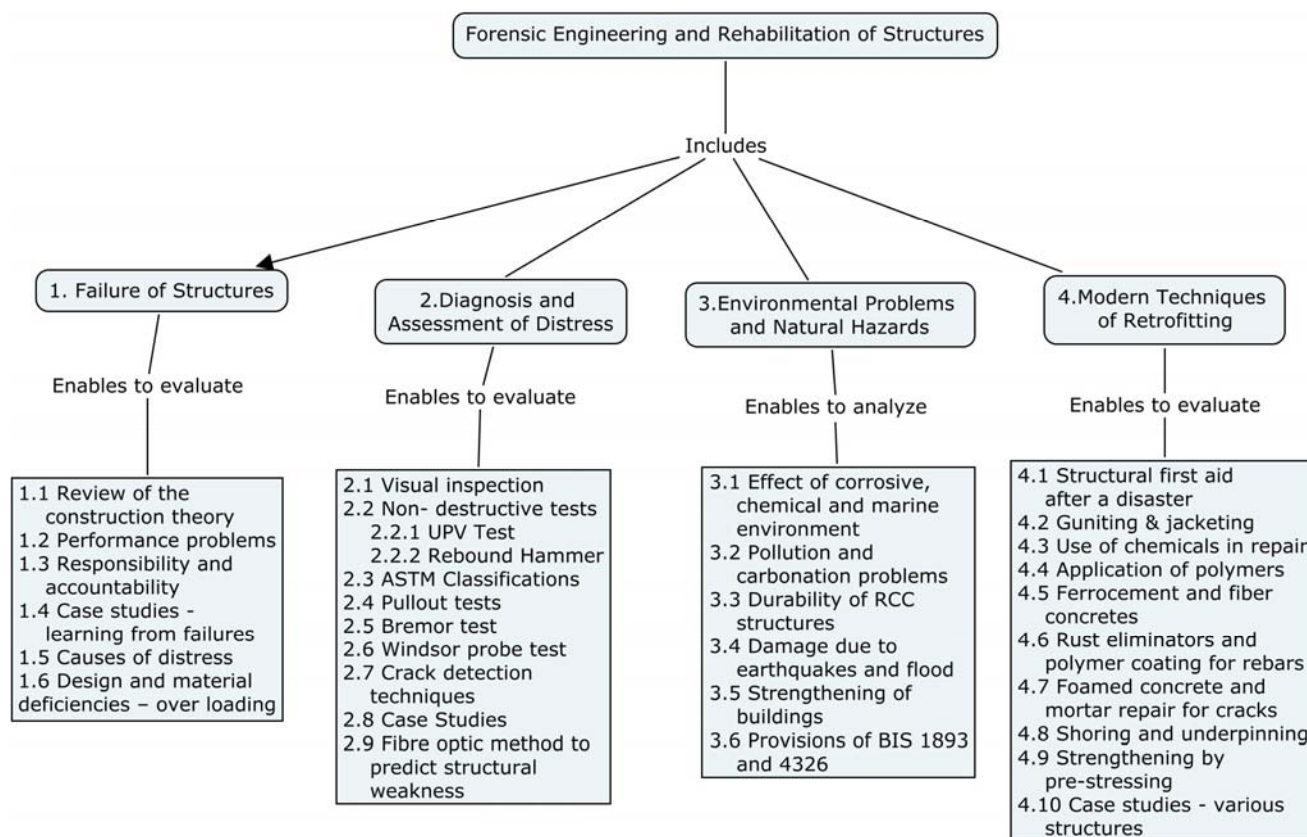 Forensic Engineering and Rehabilitation of Structures
Includes
1. Failure of Structures
Enables to evaluate
1.1 Review of the
construction theory
1.2 Performance problems
1.3 Responsibility and
accountability
1.4 Case studies -
learning from failures
1.5 Causes of distress
1.6 Design and material
deficiencies – over loading
2.Diagnosis and
Assessment of Distress
Enables to evaluate
2.1 Visual inspection
2.2 Non- destructive tests
2.2.1 UPV Test
2.2.2 Rebound Hammer
2.3 ASTM Classifications
2.4 Pullout tests
2.5 Bremor test
2.6 Windsor probe test
2.7 Crack detection
techniques
2.8 Case Studies
2.9 Fibre optic method to
predict structural
weakness
3.Environmental Problems
and Natural Hazards
Enables to analyze
3.1 Effect of corrosive,
chemical and marine
environment
3.2 Pollution and
carbonation problems
3.3 Durability of RCC
structures
3.4 Damage due to
earthquakes and flood
3.5 Strengthening of
buildings
3.6 Provisions of BIS 1893
and 4326
4.Modern Techniques
of Retrofitting
Enables to evaluate
4.1 Structural first aid
after a disaster
4.2 Guniting & jacketing
4.3 Use of chemicals in repair
4.4 Application of polymers
4.5 Ferrocement and fiber
concretes
4.6 Rust eliminators and
polymer coating for rebars
4.7 Foamed concrete and
mortar repair for cracks
4.8 Shoring and underpinning
4.9 Strengthening by
pre-stressing
4.10 Case studies - various
structures